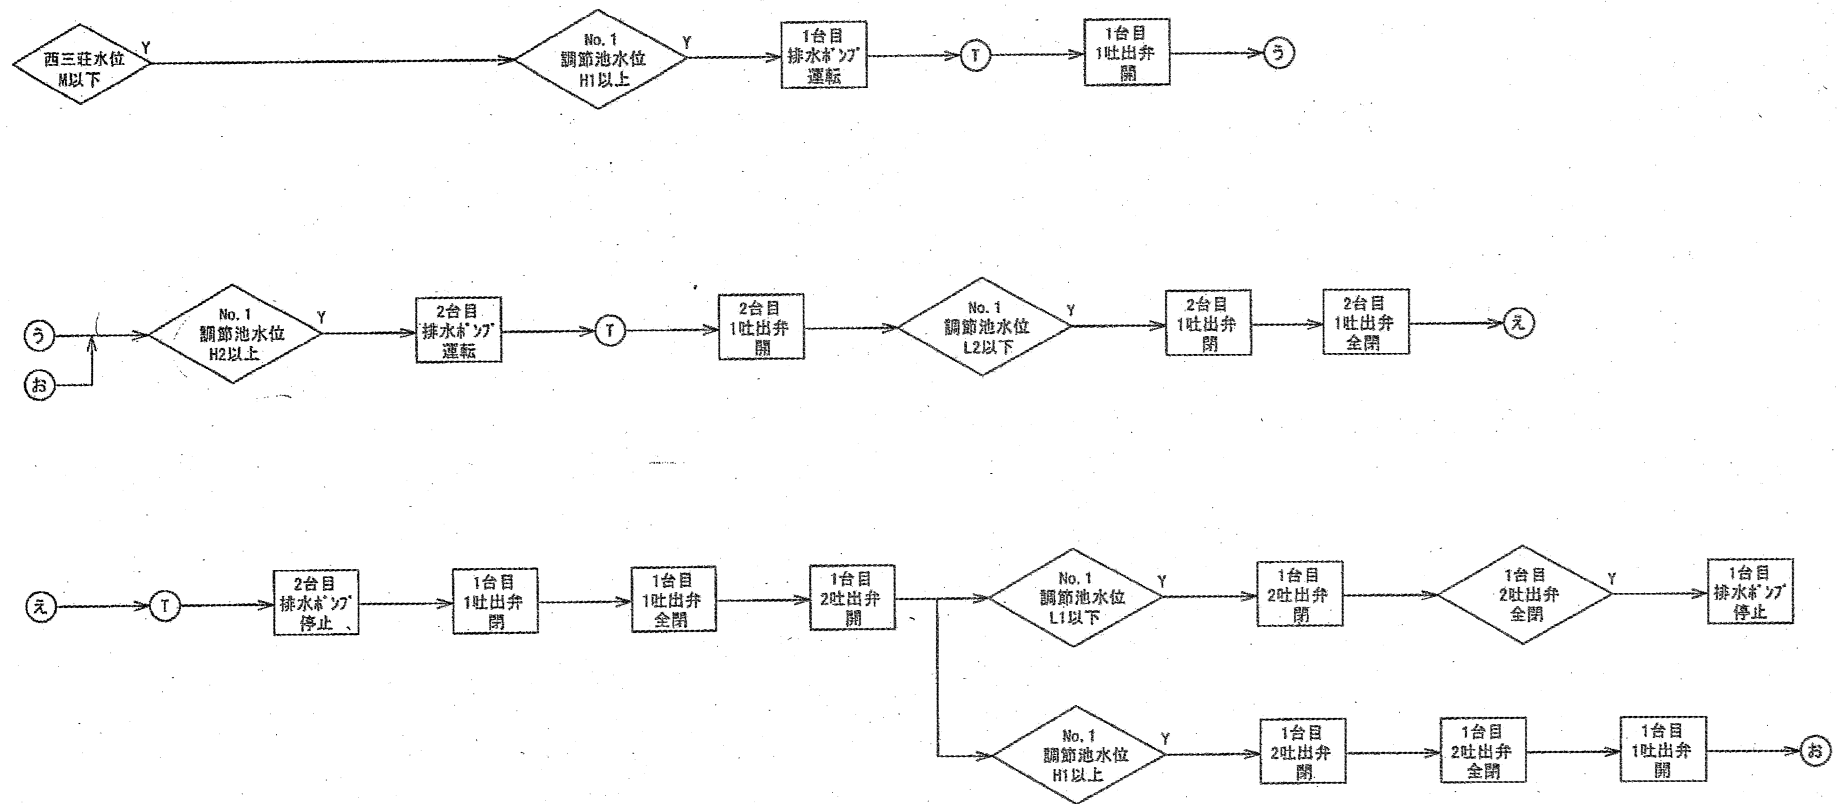 西三荘水位
M以下
Y
No.1
調節池水位
H1以上
Y
1台目
排水ポンプ
運転
T
1台目
1吐出弁
開
う
う
お
No.1
調節池水位
H2以上
Y
2台目
排水ポンプ
運転
T
2台目
1吐出弁
開
No.1
調節池水位
L2以下
Y
2台目
1吐出弁
閉
2台目
1吐出弁
全閉
え
え
T
2台目
排水ポンプ
停止
1台目
1吐出弁
閉
1台目
1吐出弁
全閉
1台目
2吐出弁
開
No.1
調節池水位
L1以下
Y
1台目
2吐出弁
閉
1台目
2吐出弁
全閉
Y
1台目
排水ポンプ
停止
No.1
調節池水位
H1以上
Y
1台目
2吐出弁
閉
1台目
2吐出弁
全閉
1台目
1吐出弁
開
お